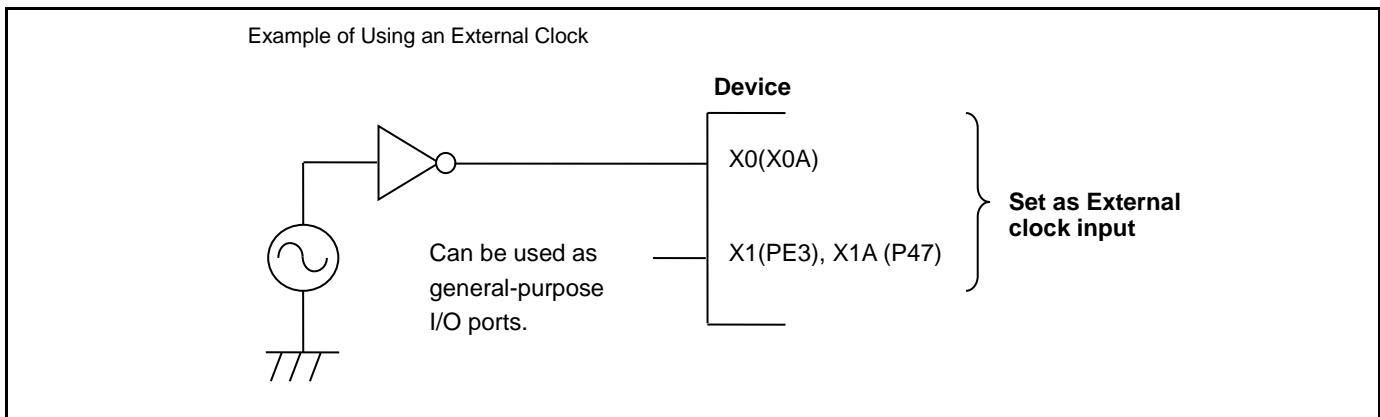 Example of Using an External Clock
Device
X0(X0A)
Set as External
clock input
Can be used as
general-purpose
I/O ports.
X1(PE3), X1A (P47)